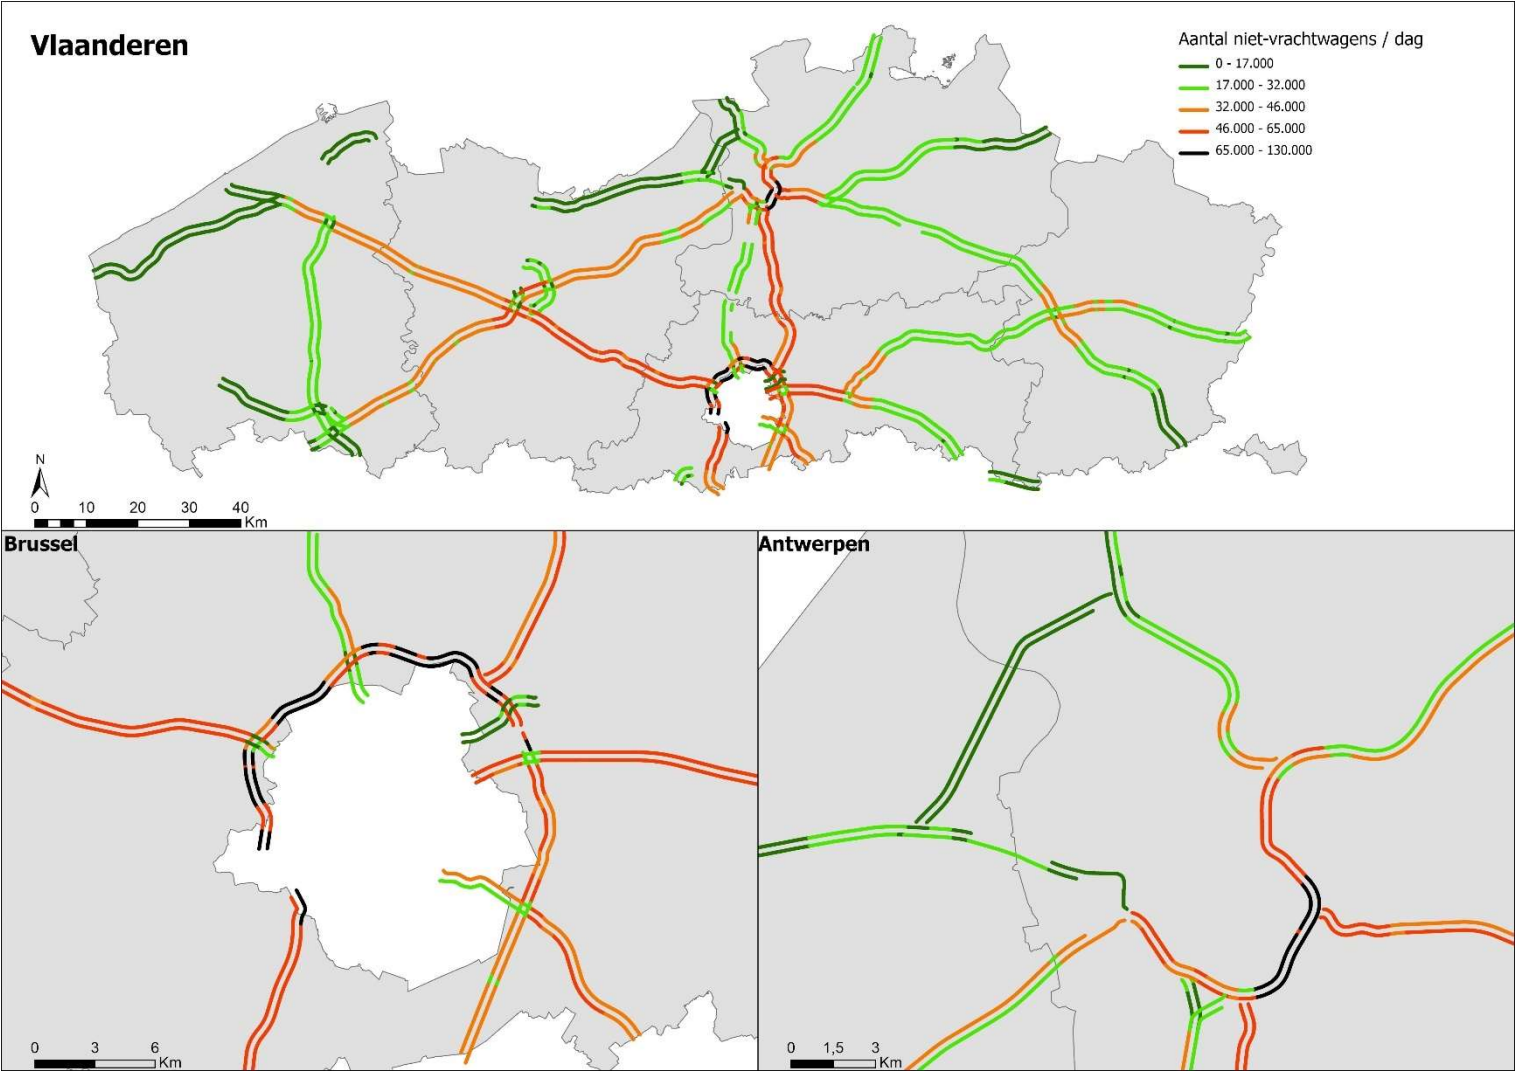 Vlaanderen
Aantal niet-vrachtwagens / dag
0 - 17.000
17.000 - 32.000
32.000 - 46.000
46.000 - 65.000
65.000 - 130.000
N
0 10 20 30 40 Km
Brussel
0 3 6 Km
Antwerpen
0 1,5 3 Km